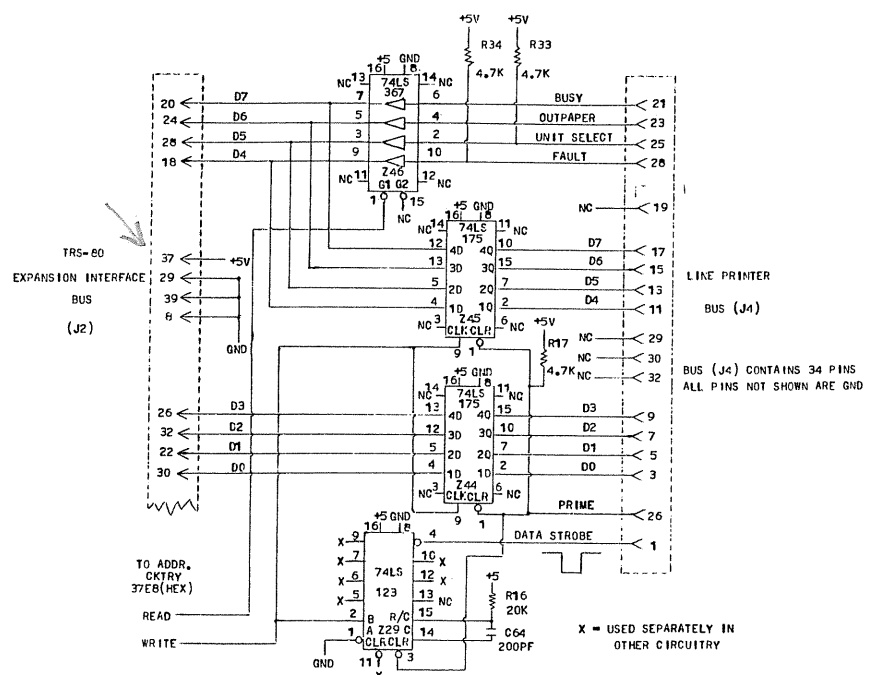 +5V +5V
R34 R33
4.7K 4.7K
+5 GND
16 8
NC 13 74LS 14 NC
367
20 D7 7 6 BUSY 21
24 D6 5 4 OUTPAPER 23
28 D5 3 2 UNIT SELECT 25
18 D4 9 10 FAULT 28
NC 11 Z46 12 NC
G1 G2
1 15
NC
NC 19
+5 GND
16 8
NC 14 74LS 11 NC
175
12 4D 4Q 10 D7 17
13 3D 3Q 15 D6 15
5 2D 2Q 7 D5 13
4 1D 1Q 2 D4 11
NC 3 Z45 6 NC
CLK CLR
9 1
TRS-80
EXPANSION INTERFACE
BUS
(J2)
37 +5V
29
39
8
GND
LINE PRINTER
BUS (J4)
+5V
R17
4.7K
NC 29
NC 30
NC 32
BUS (J4) CONTAINS 34 PINS
ALL PINS NOT SHOWN ARE GND
+5 GND
16 8
NC 14 74LS 11 NC
175
26 D3 13 4D 4Q 15 D3 9
32 D2 12 3D 3Q 10 D2 7
22 D1 5 2D 2Q 7 D1 5
30 D0 4 1D 1Q 2 D0 3
NC 3 Z44 6 NC
CLK CLR
9 1
PRIME 26
+5 GND
16 8
X 9 4 DATA STROBE 1
X 7 74LS 10 X
X 6 123 12 X
X 5 13 NC
2 B R/C 15
1 A Z29 C 14
CLR CLR
11 3
X
GND
+5
R16
20K
C64
200PF
TO ADDR.
CKTRY
37E8(HEX)
READ
WRITE
X = USED SEPARATELY IN
OTHER CIRCUITRY